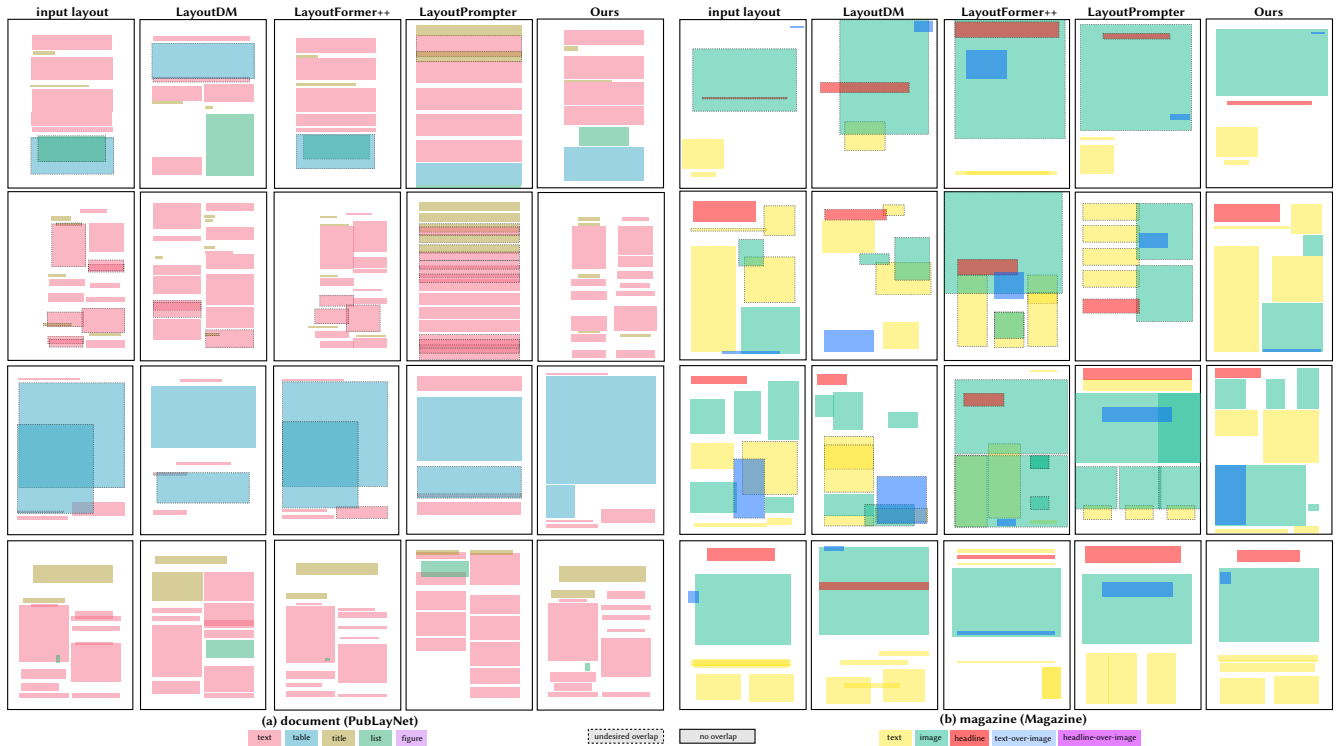 input layout LayoutDM LayoutFormer++ LayoutPrompter Ours input layout LayoutDM LayoutFormer++ LayoutPrompter Ours
(a) document (PubLayNet) (b) magazine (Magazine)
text table title list figure undesired overlap no overlap text image headline text-over-image headline-over-image